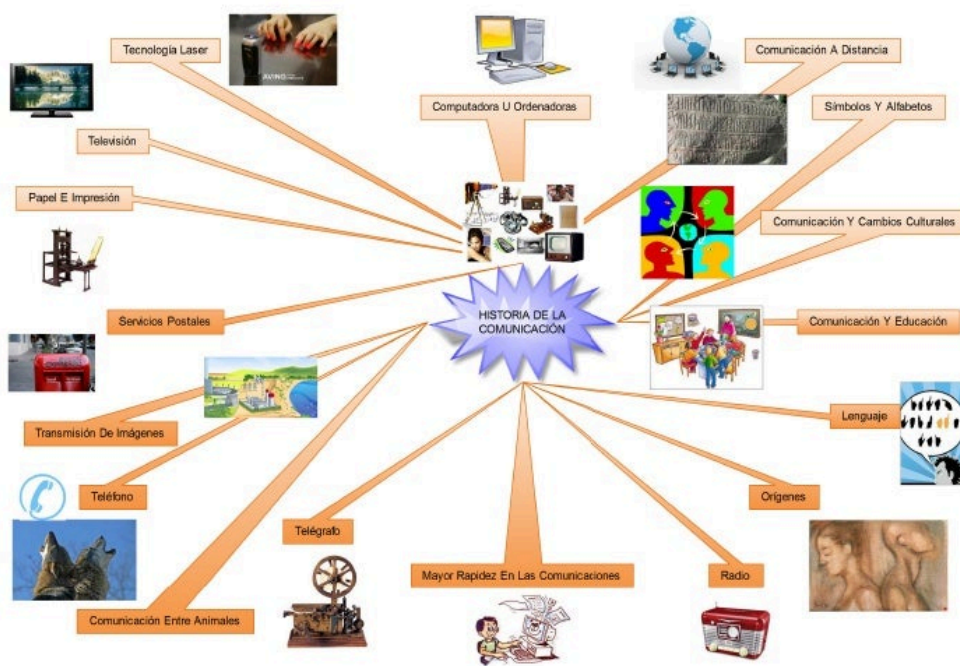 Tecnología Laser
AVING
Computadora U Ordenadoras
Comunicación A Distancia
Símbolos Y Alfabetos
Televisión
Papel E Impresión
Comunicación Y Cambios Culturales
Servicios Postales
HISTORIA DE LA
COMUNICACIÓN
Comunicación Y Educación
Transmisión De Imágenes
Lenguaje
Teléfono
Orígenes
Telégrafo
Mayor Rapidez En Las Comunicaciones
Radio
Comunicación Entre Animales